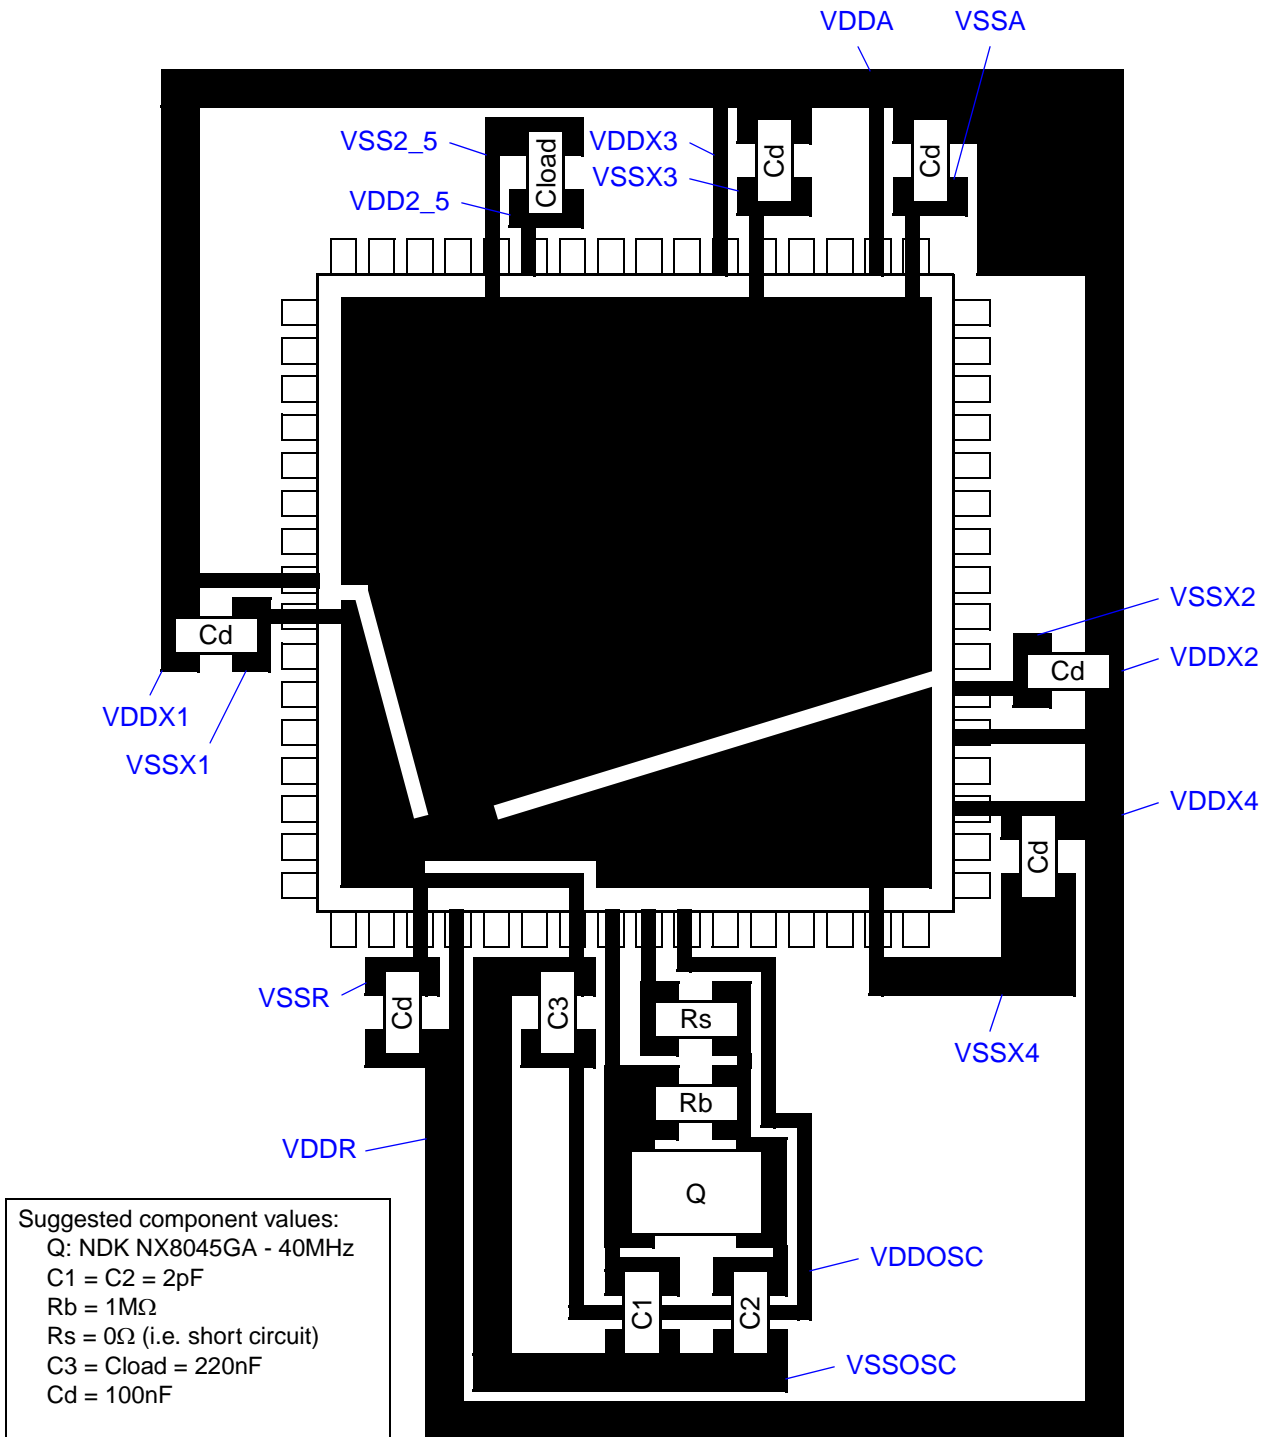 VDDA
VSSA
VSS2_5
VDD2_5
Cload
VDDX3
VSSX3
Cd
Cd
Cd
VDDX1
VSSX1
VSSX2
VDDX2
Cd
VDDX4
Cd
VSSX4
VSSR
Cd
C3
Rs
Rb
VDDR
Q
VDDOSC
C1
C2
VSSOSC
Suggested component values:
Q: NDK NX8045GA - 40MHz
C1 = C2 = 2pF
Rb = 1MΩ
Rs = 0Ω (i.e. short circuit)
C3 = Cload = 220nF
Cd = 100nF